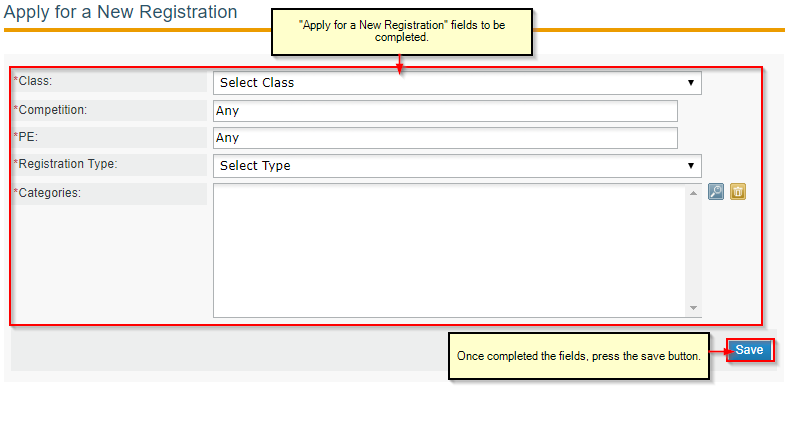 Apply for a New Registration
"Apply for a New Registration" fields to be
completed.
*Class:
Select Class
*Competition:
Any
*PE:
Any
*Registration Type:
Select Type
*Categories:
Once completed the fields, press the save button.
Save